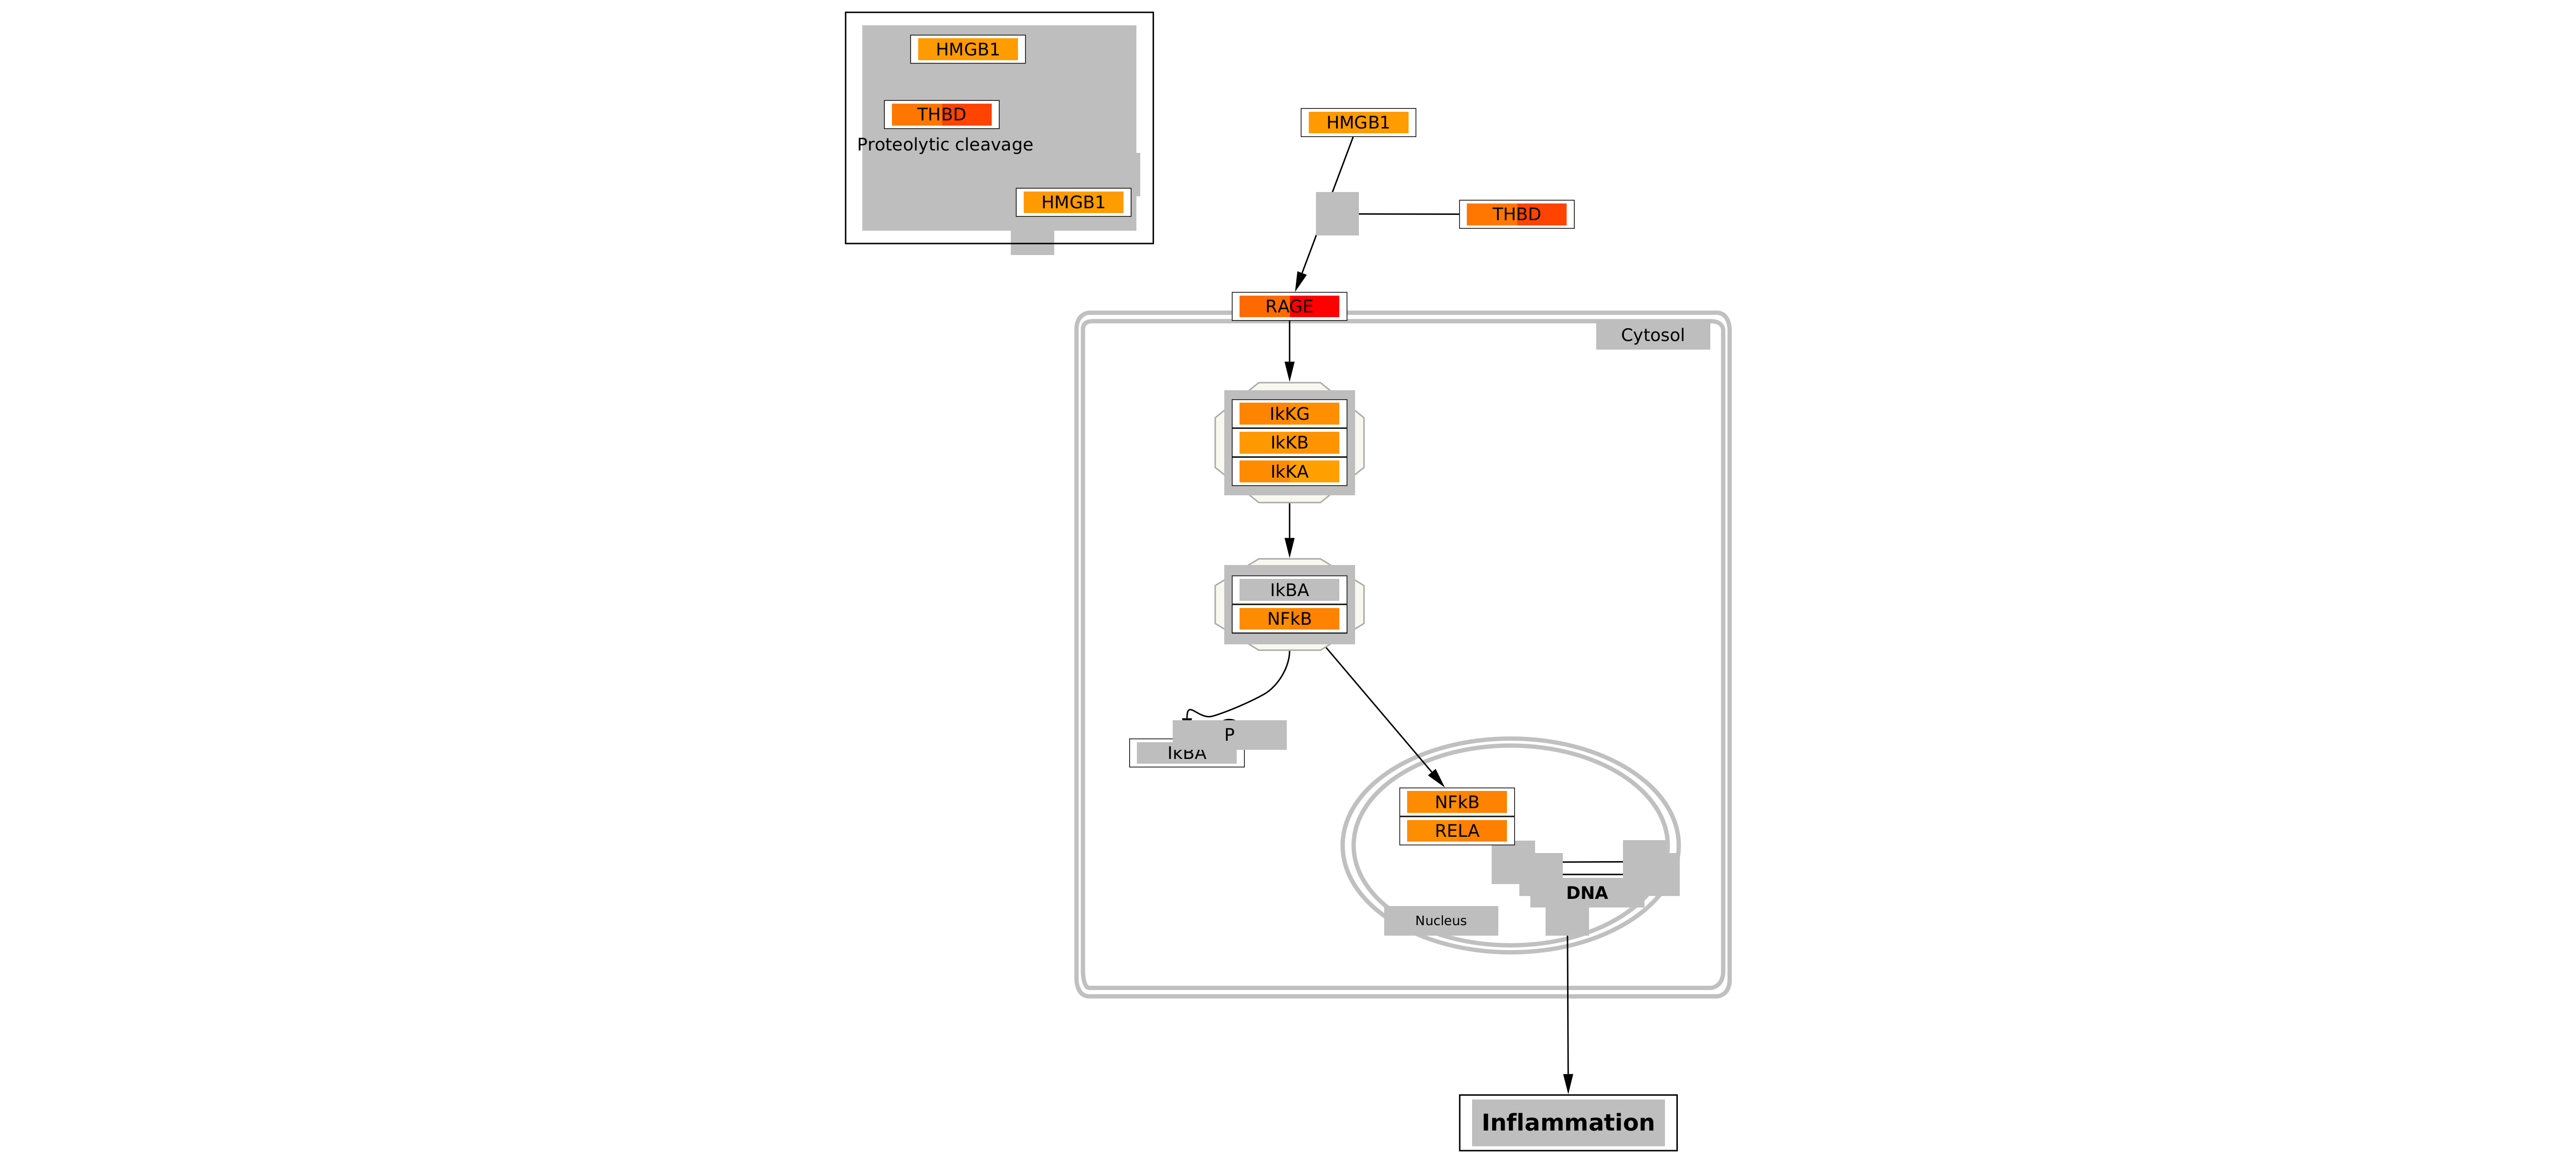 HMGB1
THBD
Proteolytic cleavage
HMGB1
HMGB1
THBD
RAGE
Cytosol
IkKG
IkKB
IkKA
IkBA
NFkB
P
IkBA
NFkB
RELA
DNA
Nucleus
Inflammation